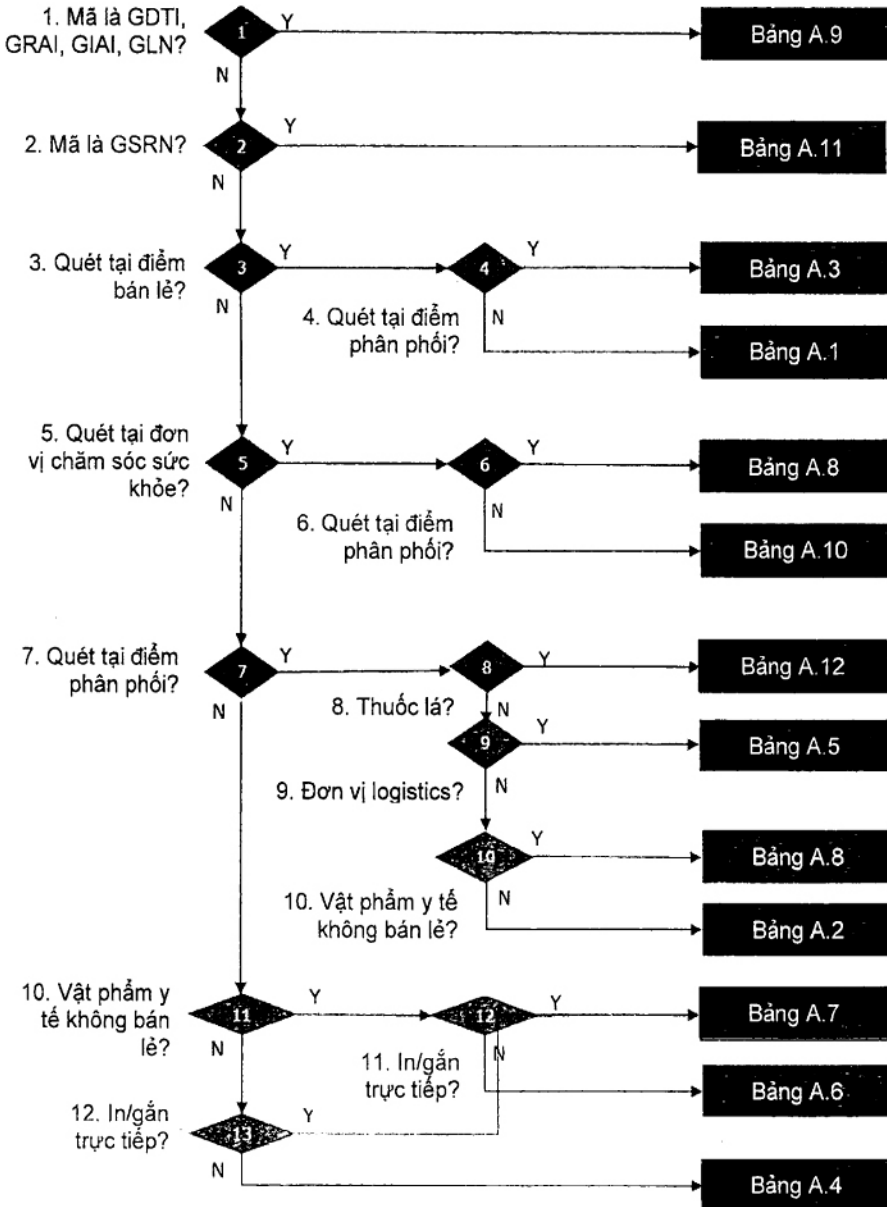 1. Mã là GDTI,
GRAI, GIAI, GLN?
1
Y
Bảng A.9
N
2. Mã là GSRN?
2
Y
Bảng A.11
N
3. Quét tại điểm
bán lẻ?
3
Y
4
Y
Bảng A.3
N
4. Quét tại điểm
phân phối?
N
Bảng A.1
5. Quét tại đơn
vị chăm sóc sức
khỏe?
5
Y
6
Y
Bảng A.8
N
6. Quét tại điểm
phân phối?
N
Bảng A.10
7. Quét tại điểm
phân phối?
7
Y
8
Y
Bảng A.12
N
8. Thuốc lá?
N
9
Y
Bảng A.5
9. Đơn vị logistics?
N
10
Y
Bảng A.8
10. Vật phẩm y tế
không bán lẻ?
N
Bảng A.2
10. Vật phẩm y
tế không bán
lẻ?
11
Y
12
Y
Bảng A.7
N
11. In/gắn
trực tiếp?
N
Bảng A.6
12. In/gắn
trực tiếp?
13
Y
N
Bảng A.4